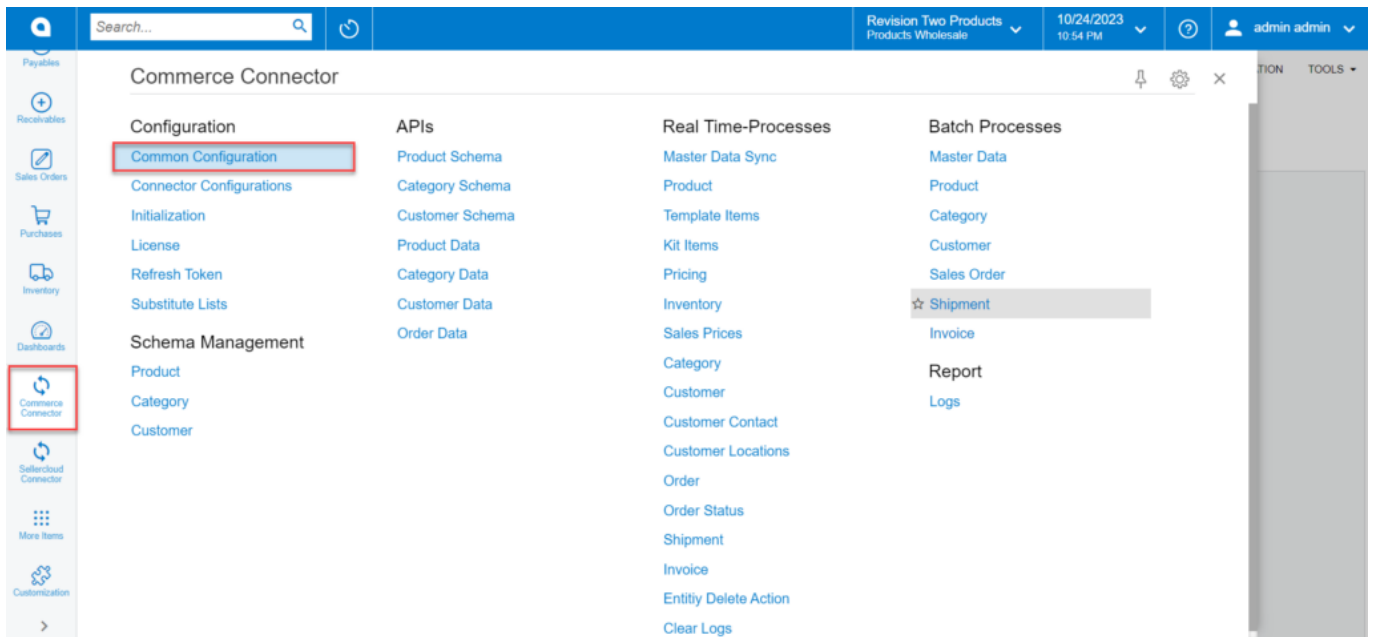 Search...
Revision Two Products
Products Wholesale
10/24/2023
10:54 PM
admin admin
Payables
Receivables
Sales Orders
Purchases
Inventory
Dashboards
Commerce
Connector
Sellercloud
Connector
More Items
Customization
Commerce Connector
TION
TOOLS
Configuration
Common Configuration
Connector Configurations
Initialization
License
Refresh Token
Substitute Lists
Schema Management
Product
Category
Customer
APIs
Product Schema
Category Schema
Customer Schema
Product Data
Category Data
Customer Data
Order Data
Real Time-Processes
Master Data Sync
Product
Template Items
Kit Items
Pricing
Inventory
Sales Prices
Category
Customer
Customer Contact
Customer Locations
Order
Order Status
Shipment
Invoice
Entitiy Delete Action
Clear Logs
Batch Processes
Master Data
Product
Category
Customer
Sales Order
Shipment
Invoice
Report
Logs